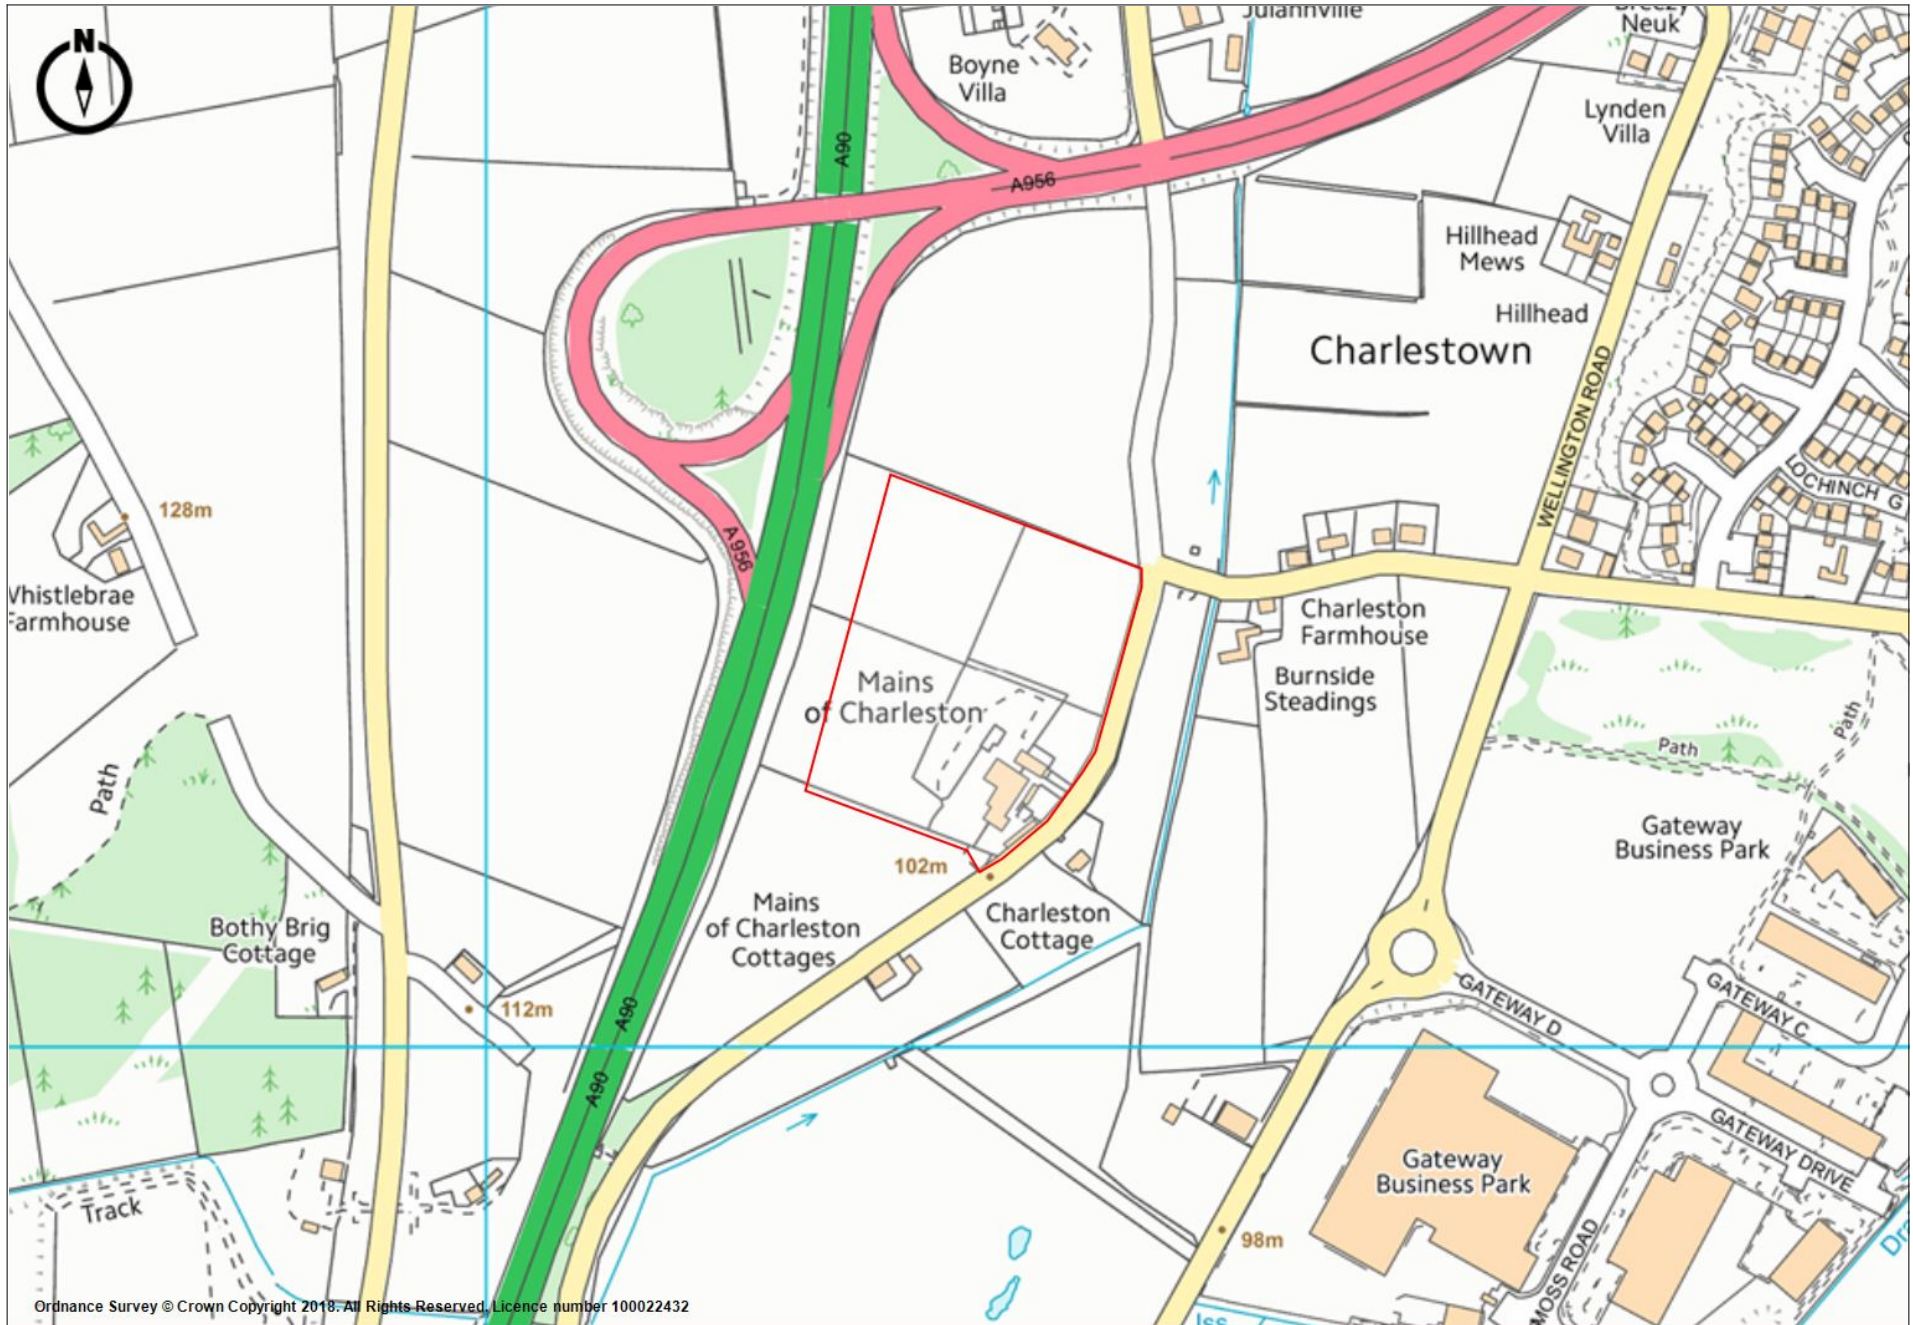 N
Julannville
Breezy
Neuk
Boyne
Villa
Lynden
Villa
A90
A956
Hillhead
Mews
Hillhead
Charlestown
WELLINGTON ROAD
LOCHINCH G
128m
A956
Whistlebrae
Farmhouse
Charleston
Farmhouse
Burnside
Steadings
Mains
of Charleston
Path
Path
Path
Gateway
Business Park
102m
Mains
of Charleston
Cottages
Charleston
Cottage
Bothy Brig
Cottage
112m
A90
GATEWAY D
GATEWAY C
A90
GATEWAY DRIVE
Gateway
Business Park
Track
98m
MOSS ROAD
Dra
Iss
Ordnance Survey © Crown Copyright 2018. All Rights Reserved. Licence number 100022432